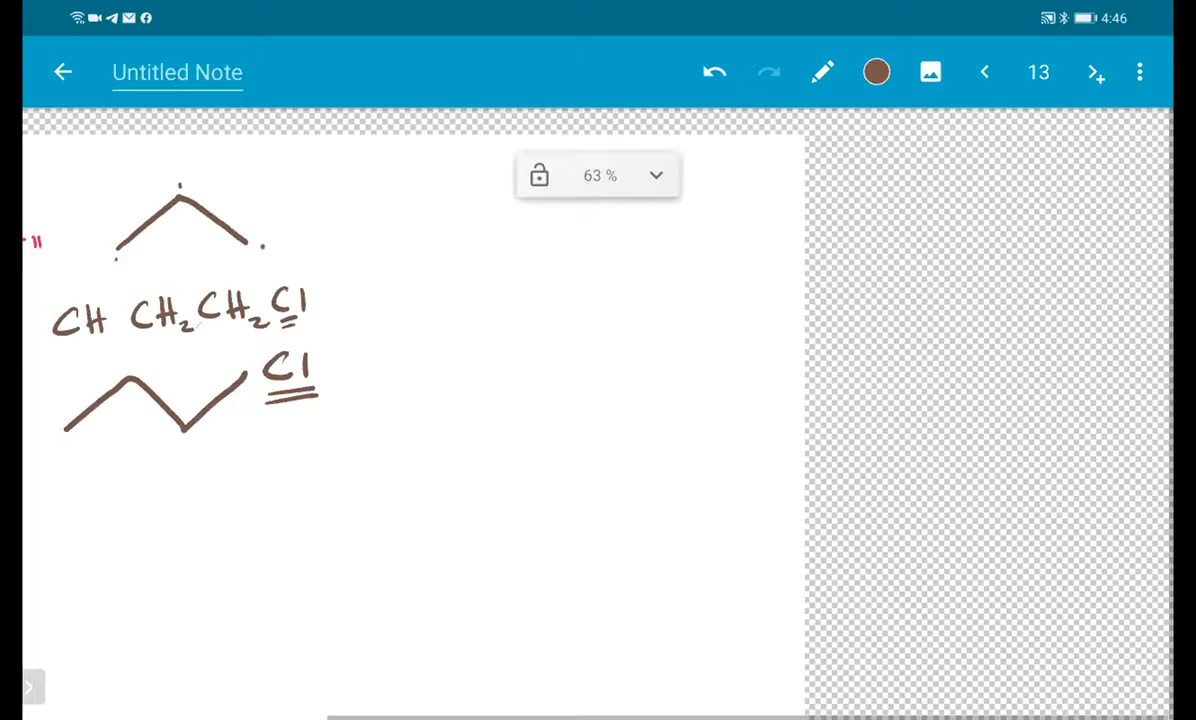 4:46
Untitled Note
13
63 %
CH CH₂CH₂Cl
Cl